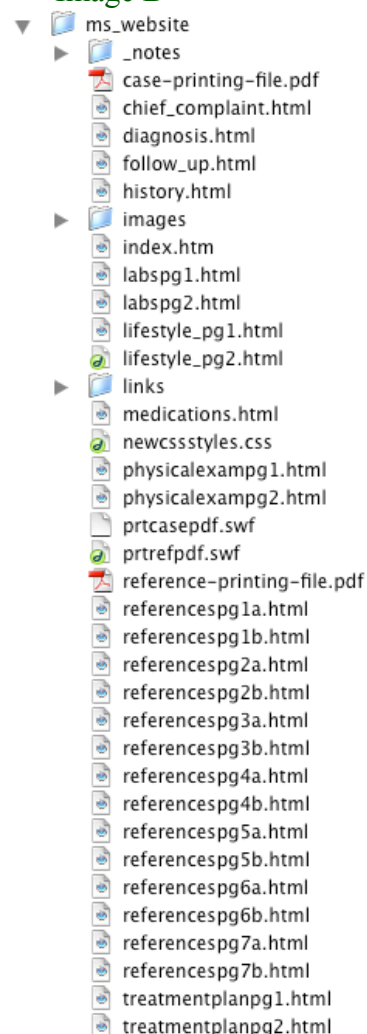 ms_website
_notes
case-printing-file.pdf
chief_complaint.html
diagnosis.html
follow_up.html
history.html
images
index.htm
labspg1.html
labspg2.html
lifestyle_pg1.html
lifestyle_pg2.html
links
medications.html
newcssstyles.css
physicalexampg1.html
physicalexampg2.html
prtcasepdf.swf
prtrefpdf.swf
reference-printing-file.pdf
referencespg1a.html
referencespg1b.html
referencespg2a.html
referencespg2b.html
referencespg3a.html
referencespg3b.html
referencespg4a.html
referencespg4b.html
referencespg5a.html
referencespg5b.html
referencespg6a.html
referencespg6b.html
referencespg7a.html
referencespg7b.html
treatmentplanpg1.html
treatmentplanpg2.html